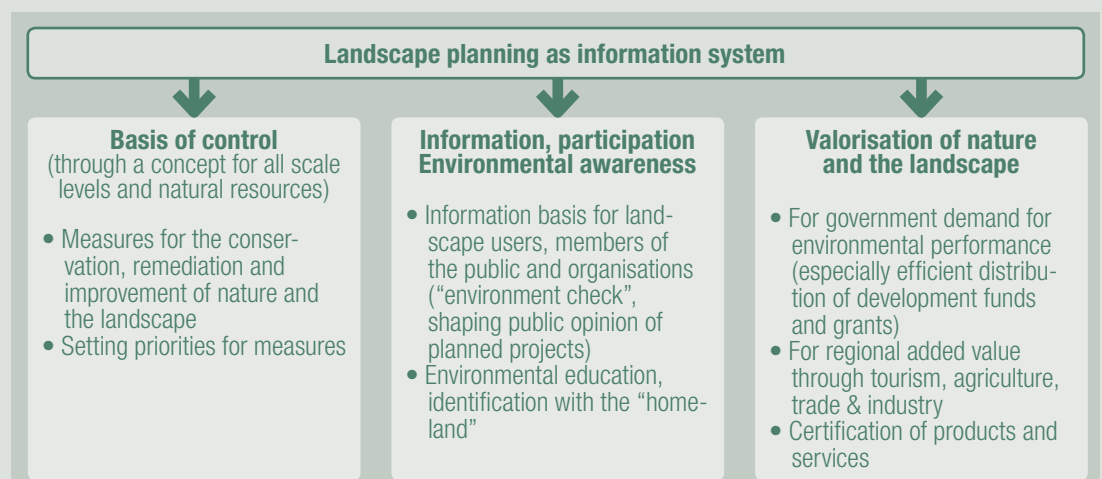 Landscape planning as information system
Basis of control
(through a concept for all scale
levels and natural resources)
• Measures for the conser-
vation, remediation and
improvement of nature and
the landscape
• Setting priorities for measures
Information, participation
Environmental awareness
• Information basis for land-
scape users, members of
the public and organisations
(“environment check”,
shaping public opinion of
planned projects)
• Environmental education,
identification with the “home-
land”
Valorisation of nature
and the landscape
• For government demand for
environmental performance
(especially efficient distribu-
tion of development funds
and grants)
• For regional added value
through tourism, agriculture,
trade & industry
• Certification of products and
services